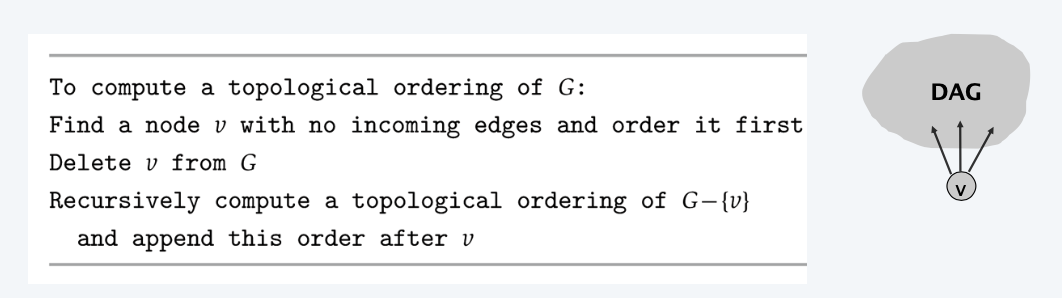 To compute a topological ordering of G:
Find a node v with no incoming edges and order it first
Delete v from G
Recursively compute a topological ordering of G−{v}
and append this order after v
DAG
v